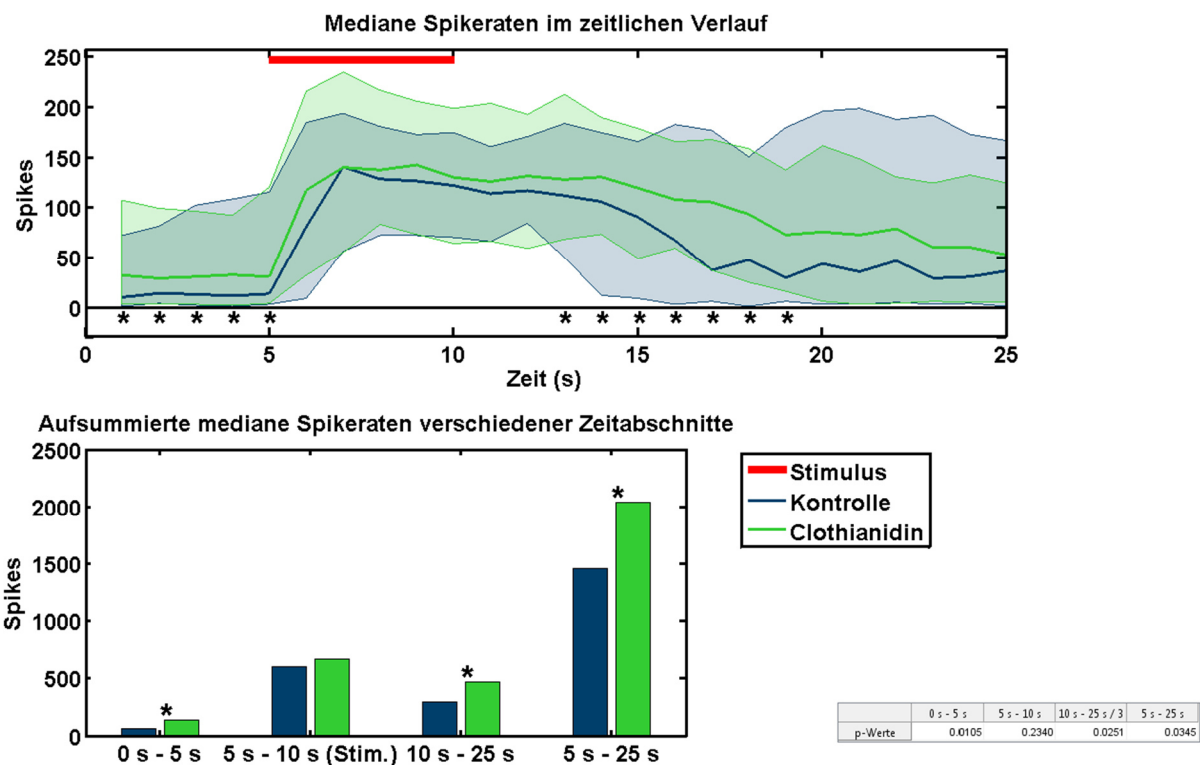 Mediane Spikeraten im zeitlichen Verlauf
250
200
150
100
50
0
Spikes
* * * * * * * * * * * *
0 5 10 15 20 25
Zeit (s)
Aufsummierte mediane Spikeraten verschiedener Zeitabschnitte
2500
2000
1500
1000
500
0
Spikes
* * *
0 s - 5 s 5 s - 10 s (Stim.) 10 s - 25 s 5 s - 25 s
Stimulus
Kontrolle
Clothianidin
0 s - 5 s 5 s - 10 s 10 s - 25 s / 3 5 s - 25 s
p-Werte 0.0105 0.2340 0.0251 0.0345